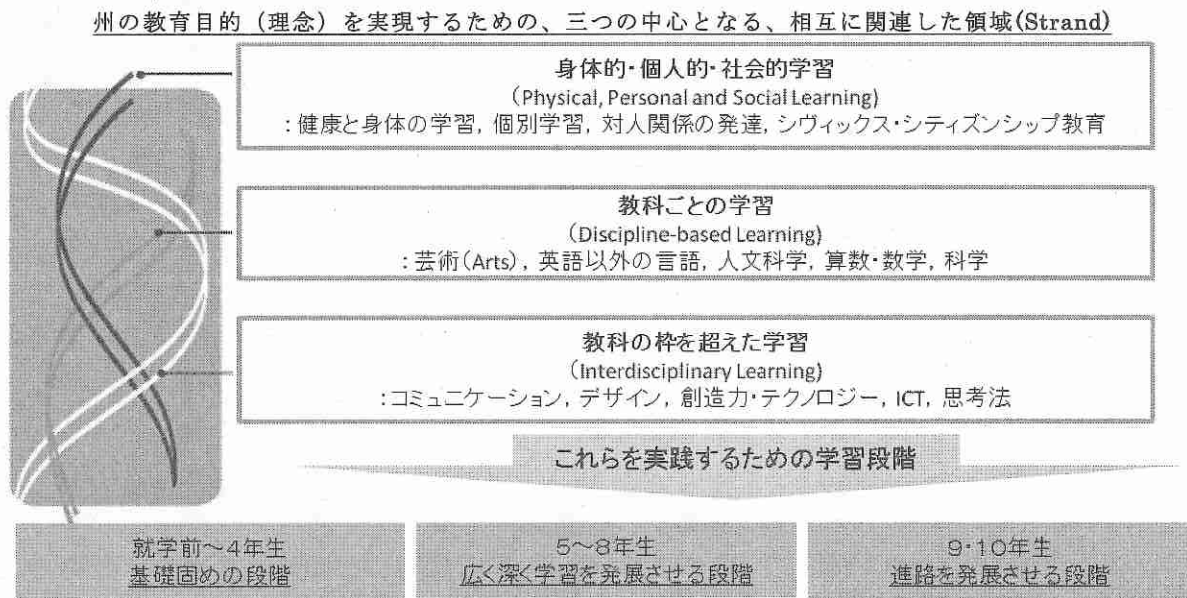 州の教育目的（理念）を実現するための、三つの中心となる、相互に関連した領域(Strand)
身体的・個人的・社会的学習
(Physical, Personal and Social Learning)
：健康と身体の学習，個別学習，対人関係の発達，シヴィックス・シティズンシップ教育
教科ごとの学習
(Discipline-based Learning)
：芸術(Arts)，英語以外の言語，人文科学，算数・数学，科学
教科の枠を超えた学習
(Interdisciplinary Learning)
：コミュニケーション，デザイン，創造力・テクノロジー，ICT，思考法
これらを実践するための学習段階
就学前～4年生
基礎固めの段階
5～8年生
広く深く学習を発展させる段階
9・10年生
進路を発展させる段階